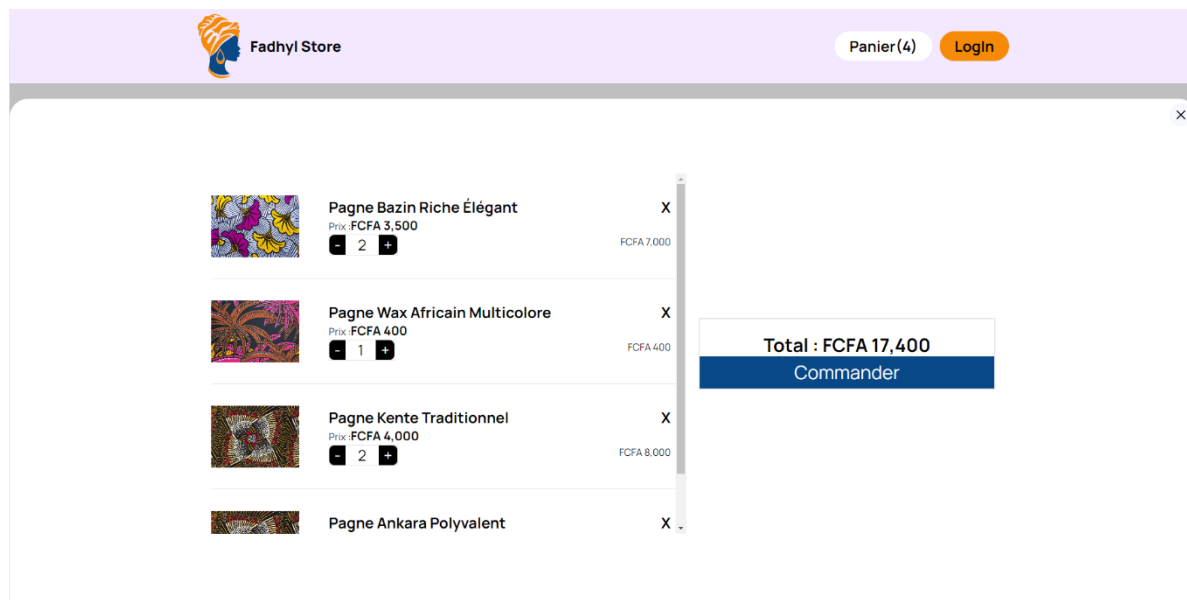 Fadhyl Store
Panier(4)
LogIn
Pagne Bazin Riche Élégant
X
Prix :FCFA 3,500
- 2 +
FCFA 7,000
Pagne Wax Africain Multicolore
X
Prix :FCFA 400
- 1 +
FCFA 400
Pagne Kente Traditionnel
X
Prix :FCFA 4,000
- 2 +
FCFA 8,000
Pagne Ankara Polyvalent
X
Total : FCFA 17,400
Commander